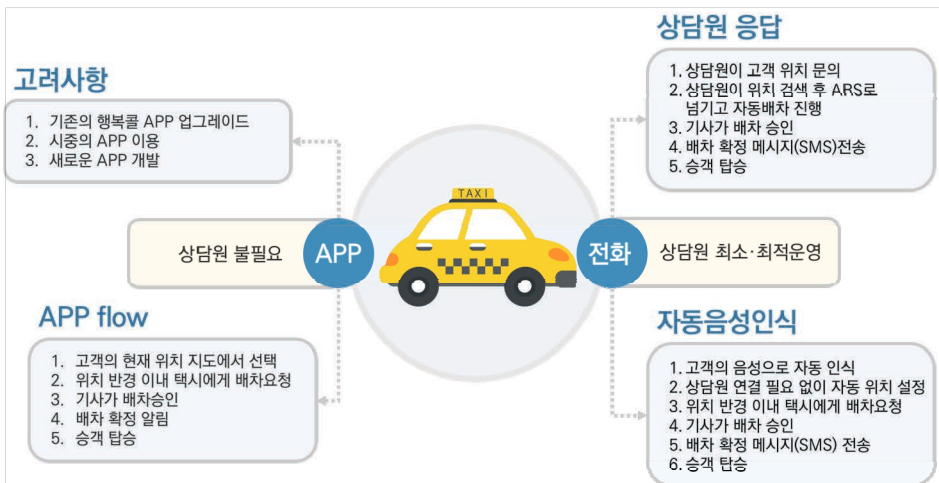 고려사항
1. 기존의 행복콜 APP 업그레이드
2. 시중의 APP 이용
3. 새로운 APP 개발
상담원 불필요
APP
APP flow
1. 고객의 현재 위치 지도에서 선택
2. 위치 반경 이내 택시에게 배차요청
3. 기사가 배차승인
4. 배차 확정 알림
5. 승객 탑승
TAXI
상담원 응답
1. 상담원이 고객 위치 문의
2. 상담원이 위치 검색 후 ARS로
넘기고 자동배차 진행
3. 기사가 배차 승인
4. 배차 확정 메시지(SMS)전송
5. 승객 탑승
전화
상담원 최소·최적운영
자동음성인식
1. 고객의 음성으로 자동 인식
2. 상담원 연결 필요 없이 자동 위치 설정
3. 위치 반경 이내 택시에게 배차요청
4. 기사가 배차 승인
5. 배차 확정 메시지(SMS) 전송
6. 승객 탑승